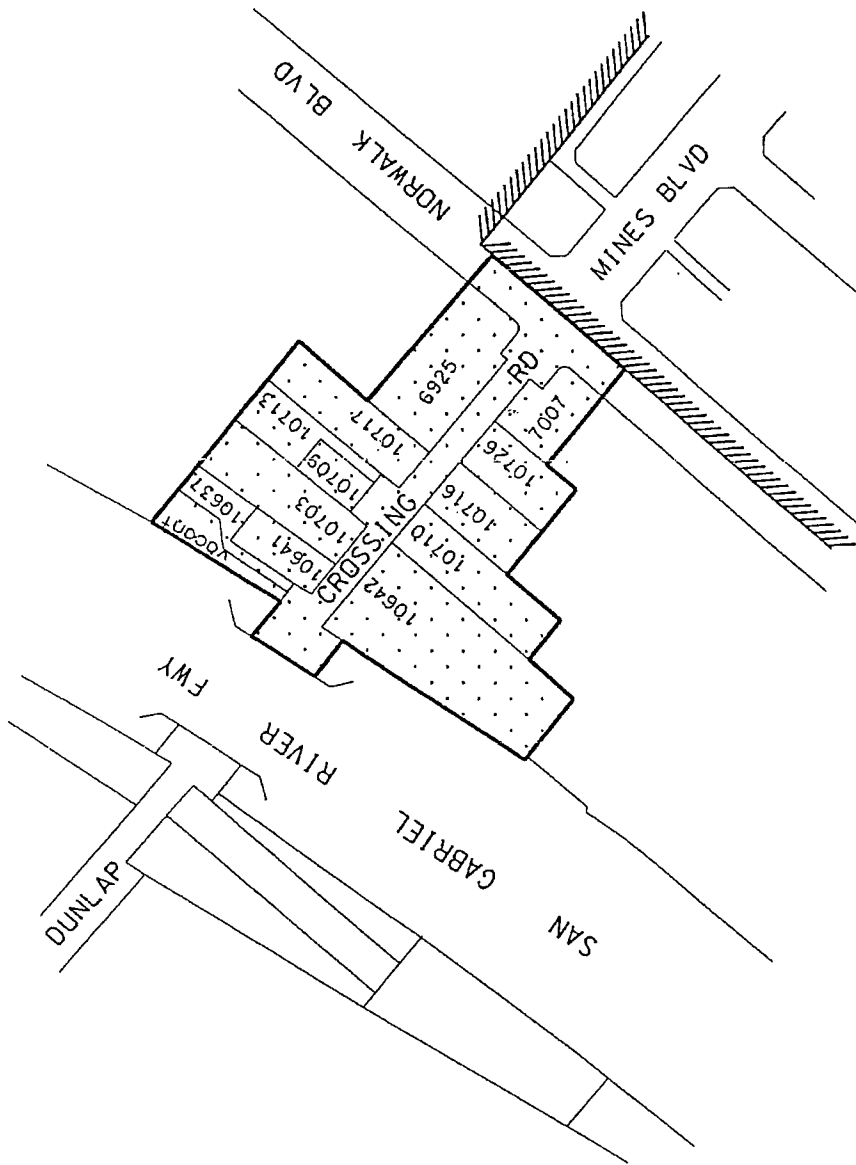 NORWALK BLVD
MINES BLVD
6925
RD
7007
10717
10713
10709
10726
10703
10716
10637
10641
CROSSING
10710
vacant
10642
SAN GABRIEL RIVER FWY
DUNLAP